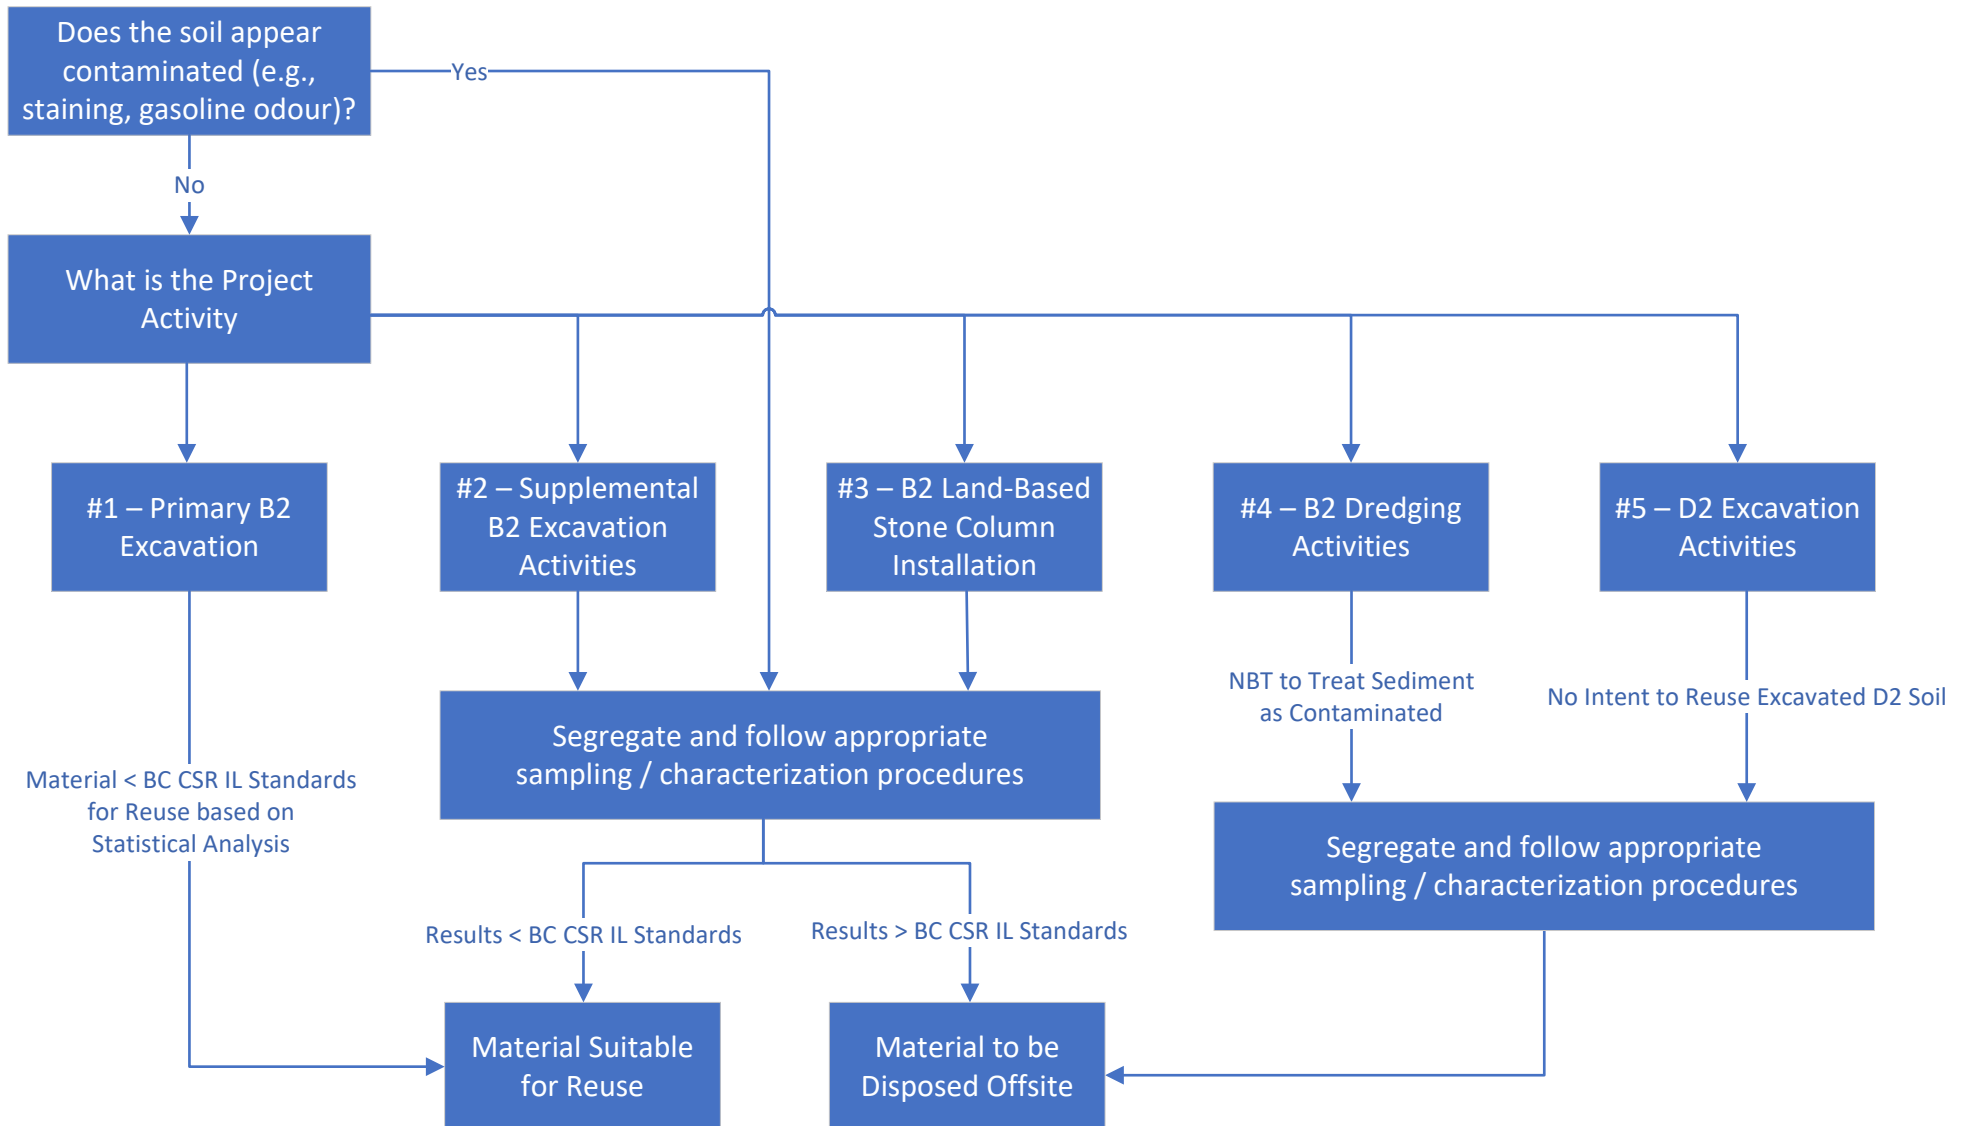 Does the soil appear
contaminated (e.g.,
staining, gasoline odour)?
Yes
No
What is the Project
Activity
#1 – Primary B2
Excavation
#2 – Supplemental
B2 Excavation
Activities
#3 – B2 Land-Based
Stone Column
Installation
#4 – B2 Dredging
Activities
#5 – D2 Excavation
Activities
NBT to Treat Sediment
as Contaminated
No Intent to Reuse Excavated D2 Soil
Segregate and follow appropriate
sampling / characterization procedures
Material < BC CSR IL Standards
for Reuse based on
Statistical Analysis
Segregate and follow appropriate
sampling / characterization procedures
Results < BC CSR IL Standards
Results > BC CSR IL Standards
Material Suitable
for Reuse
Material to be
Disposed Offsite